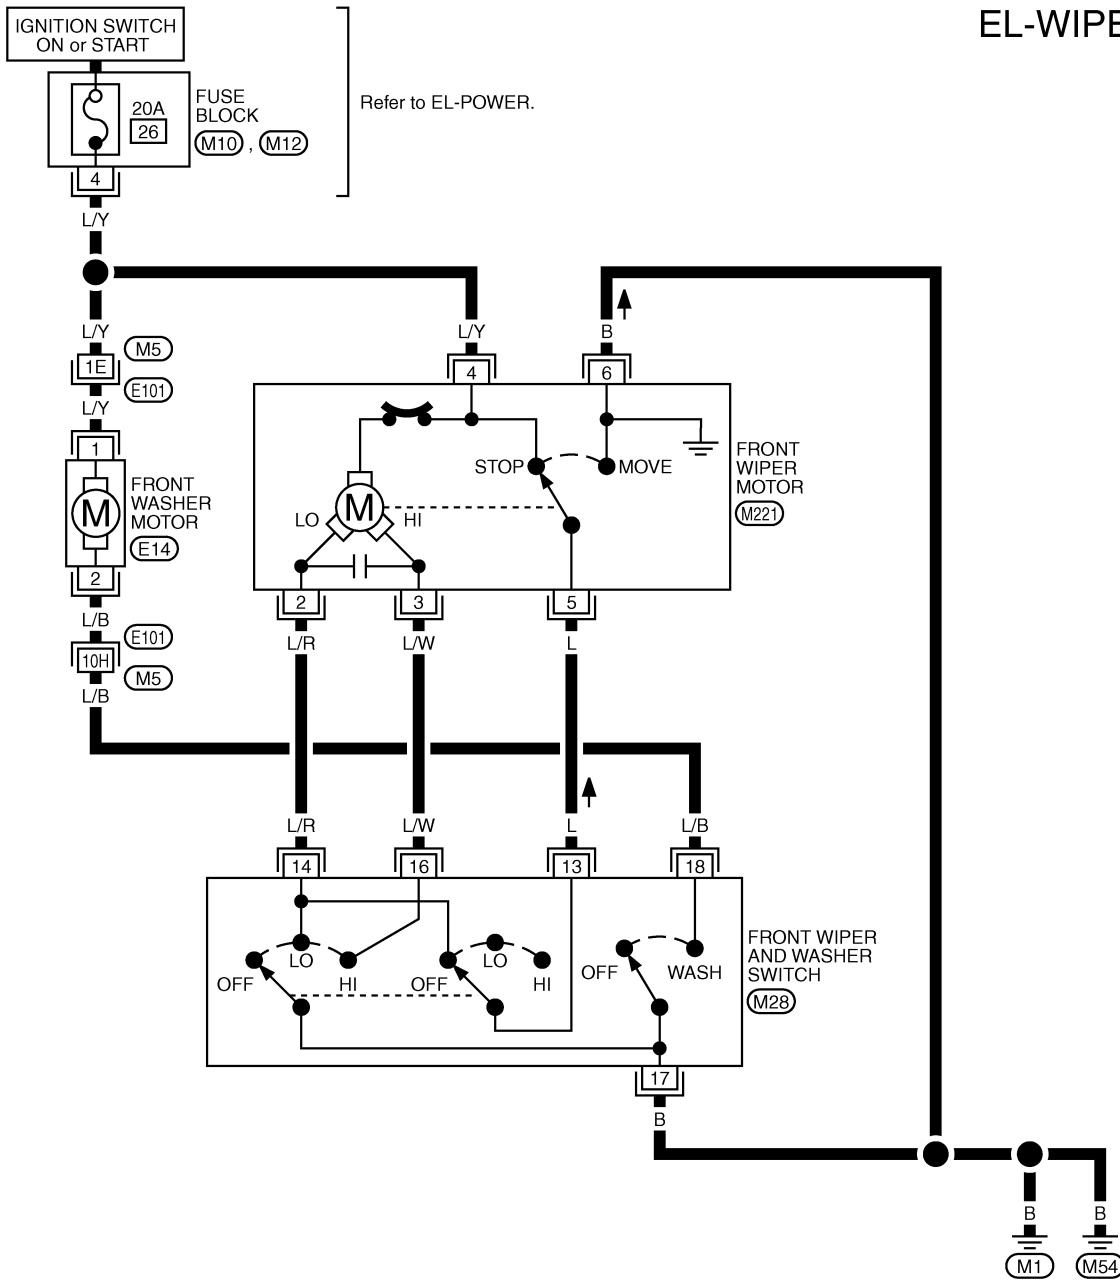 EL-WIPE
IGNITION SWITCH
ON or START
20A
26
FUSE
BLOCK
M10 , M12
Refer to EL-POWER.
4
L/Y
L/Y
M5
1E
E101
L/Y
1
M
FRONT
WASHER
MOTOR
E14
2
L/B
E101
10H
M5
L/B
L/Y
B
4
6
STOP
MOVE
M
LO
HI
FRONT
WIPER
MOTOR
M221
2
3
5
L/R
L/W
L
L/R
L/W
L
L/B
14
16
13
18
OFF
LO
HI
OFF
LO
HI
OFF
WASH
FRONT WIPER
AND WASHER
SWITCH
M28
17
B
B
B
M1
M54